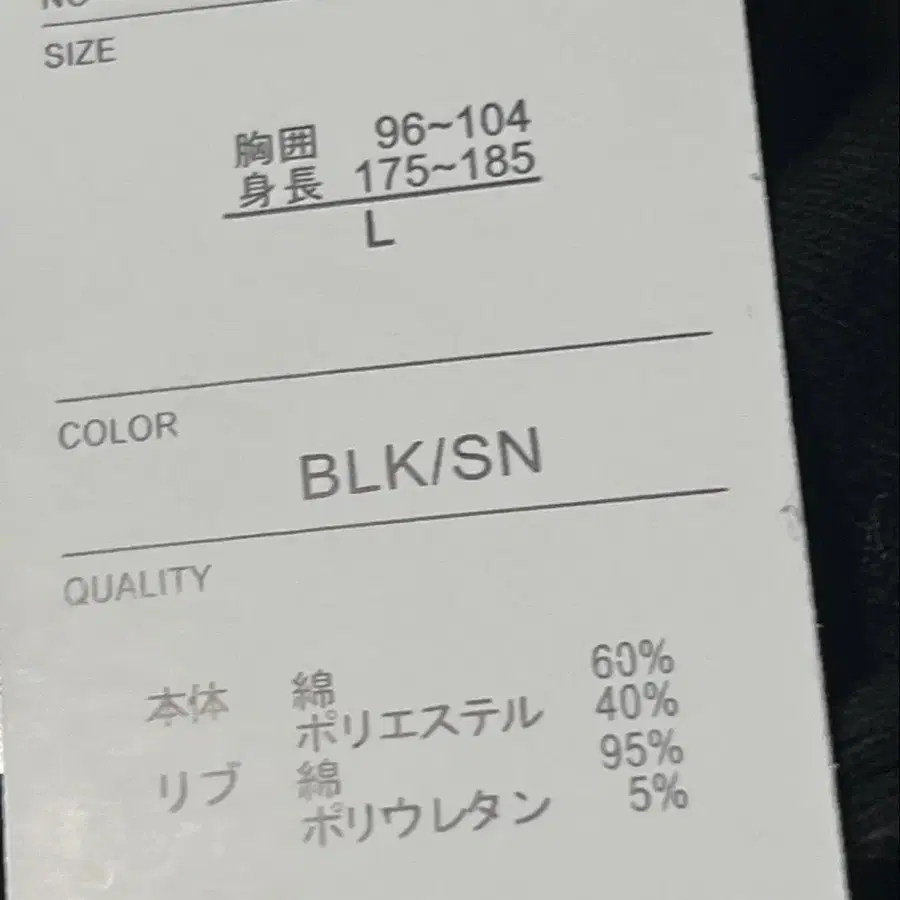 NO
SIZE
胸囲 96~104
身長 175~185
L
COLOR
BLK/SN
QUALITY
本体 綿 60%
ポリエステル 40%
リブ 綿 95%
ポリウレタン 5%